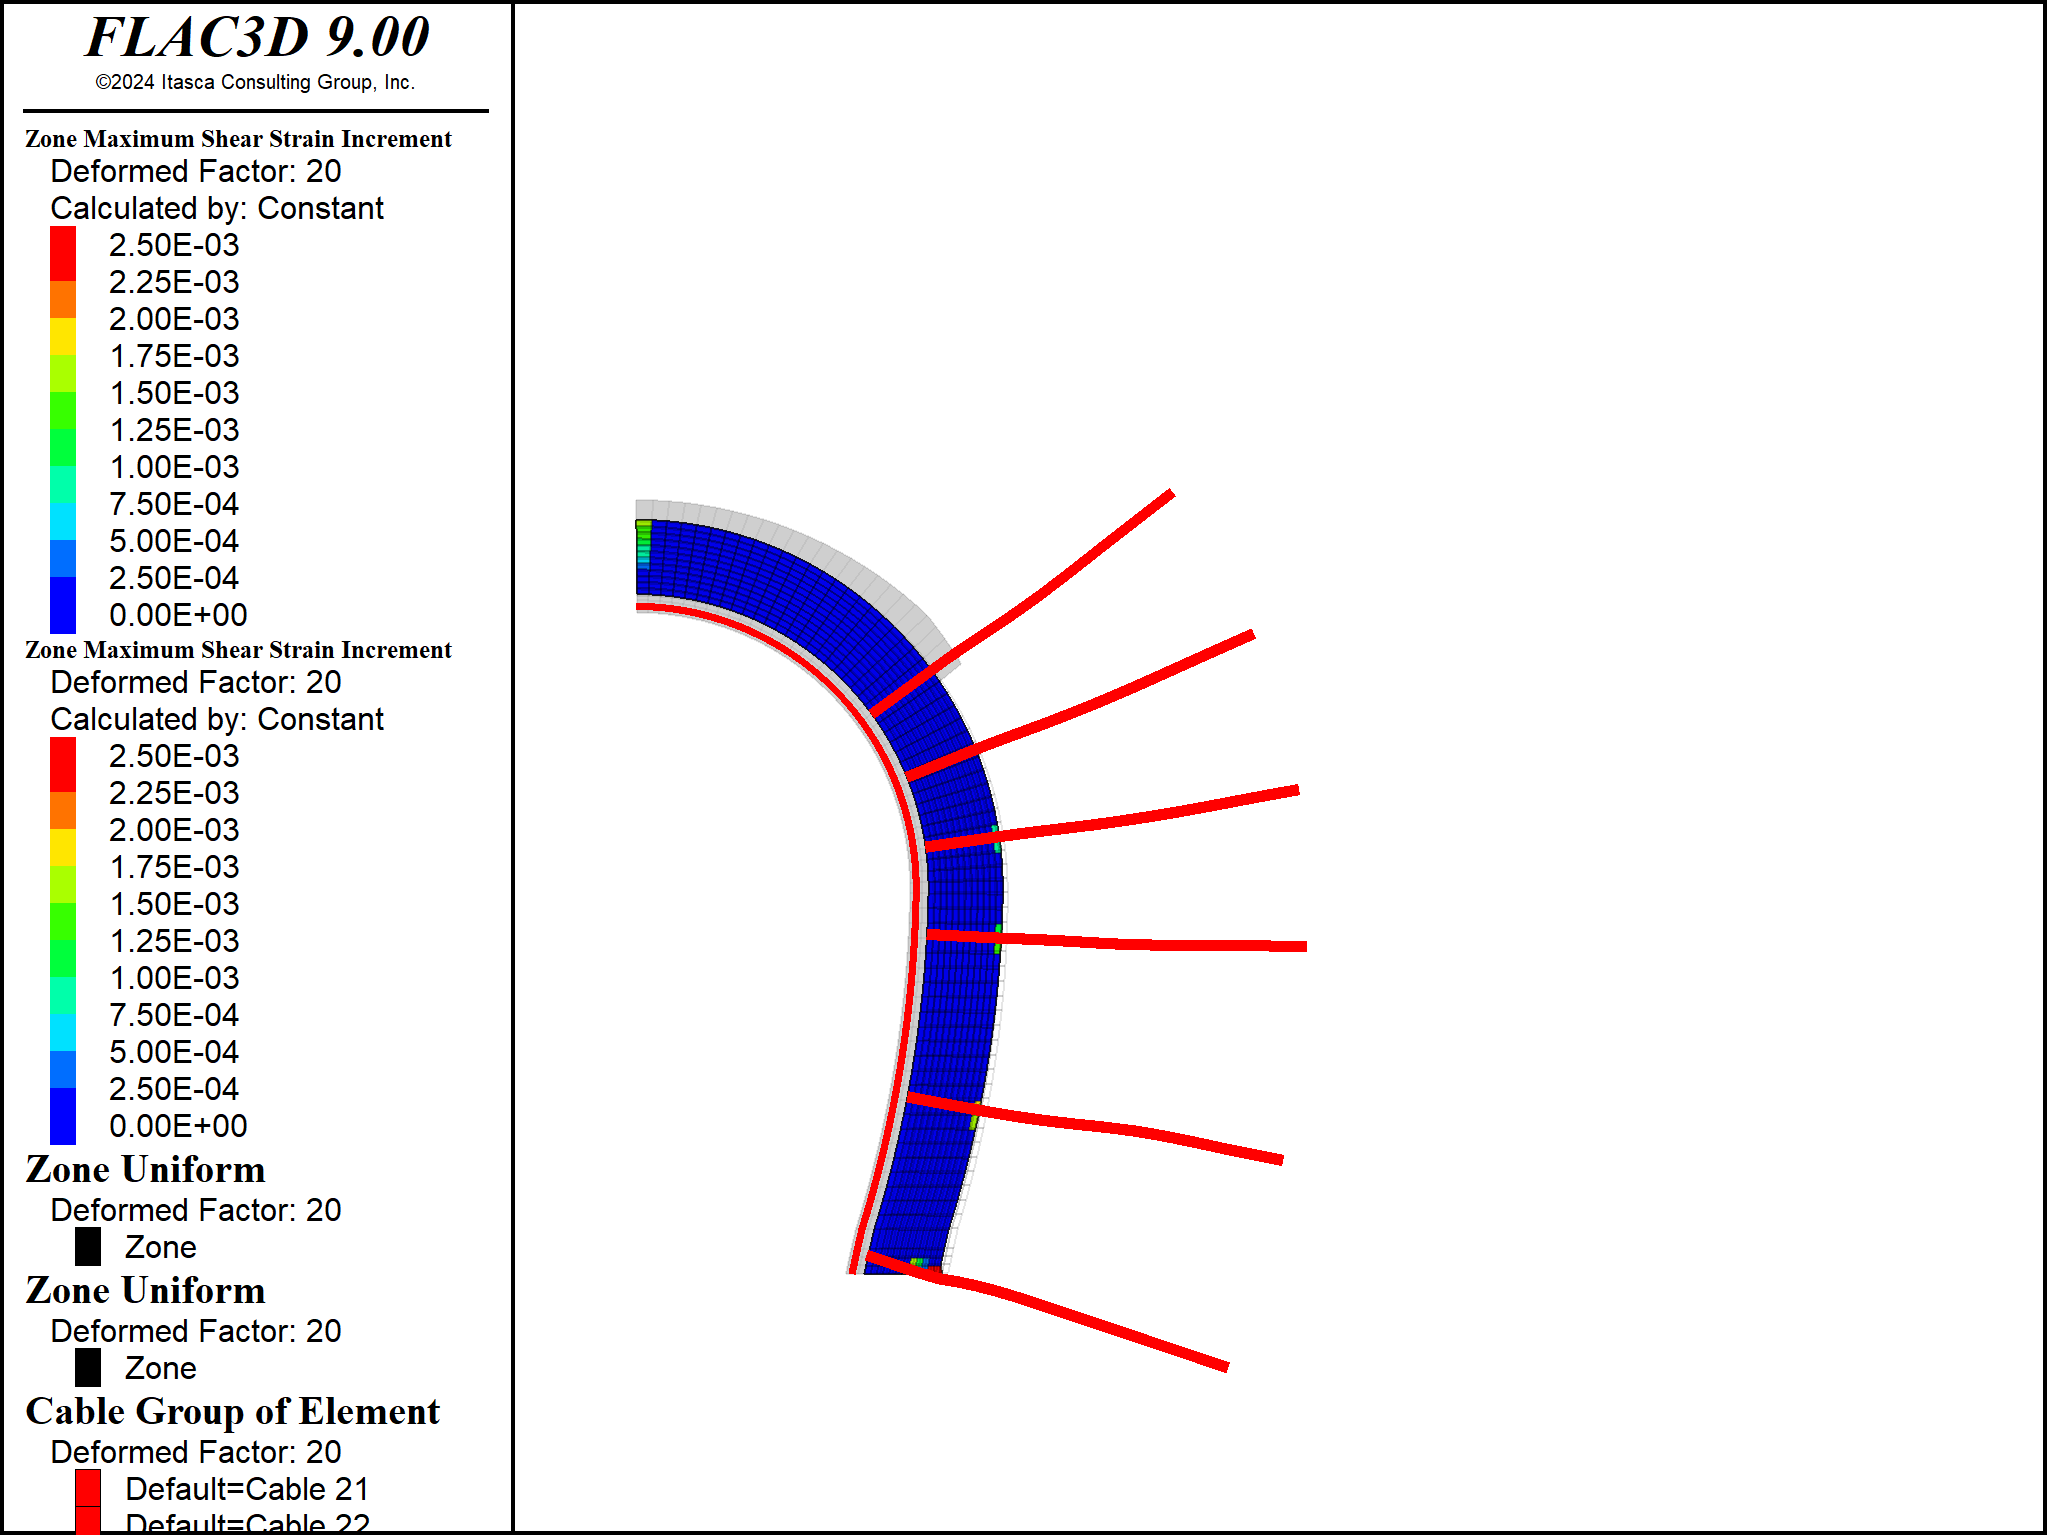 FLAC3D 9.00
©2024 Itasca Consulting Group, Inc.
Zone Maximum Shear Strain Increment
Deformed Factor: 20
Calculated by: Constant
2.50E-03
2.25E-03
2.00E-03
1.75E-03
1.50E-03
1.25E-03
1.00E-03
7.50E-04
5.00E-04
2.50E-04
0.00E+00
Zone Maximum Shear Strain Increment
Deformed Factor: 20
Calculated by: Constant
2.50E-03
2.25E-03
2.00E-03
1.75E-03
1.50E-03
1.25E-03
1.00E-03
7.50E-04
5.00E-04
2.50E-04
0.00E+00
Zone Uniform
Deformed Factor: 20
Zone
Zone Uniform
Deformed Factor: 20
Zone
Cable Group of Element
Deformed Factor: 20
Default=Cable 21
Default=Cable 22